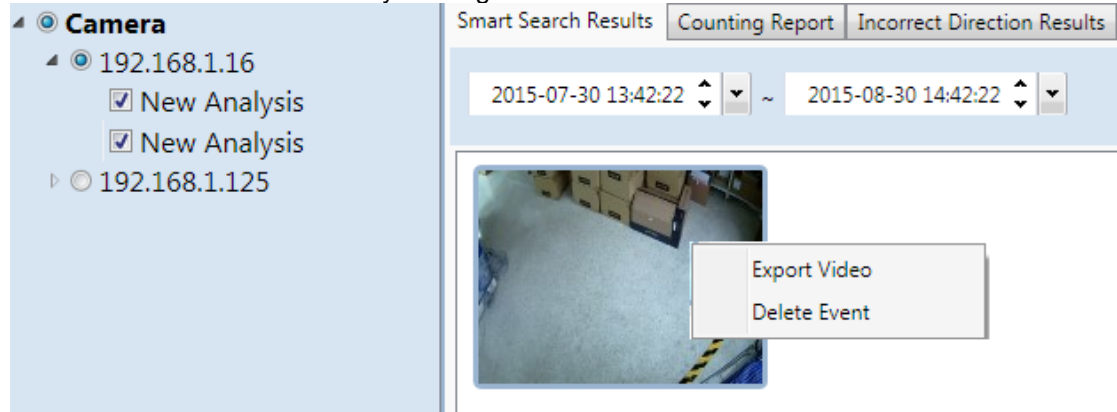 Camera
192.168.1.16
New Analysis
New Analysis
192.168.1.125
Smart Search Results
Counting Report
Incorrect Direction Results
2015-07-30 13:42:22 ~ 2015-08-30 14:42:22
Export Video
Delete Event